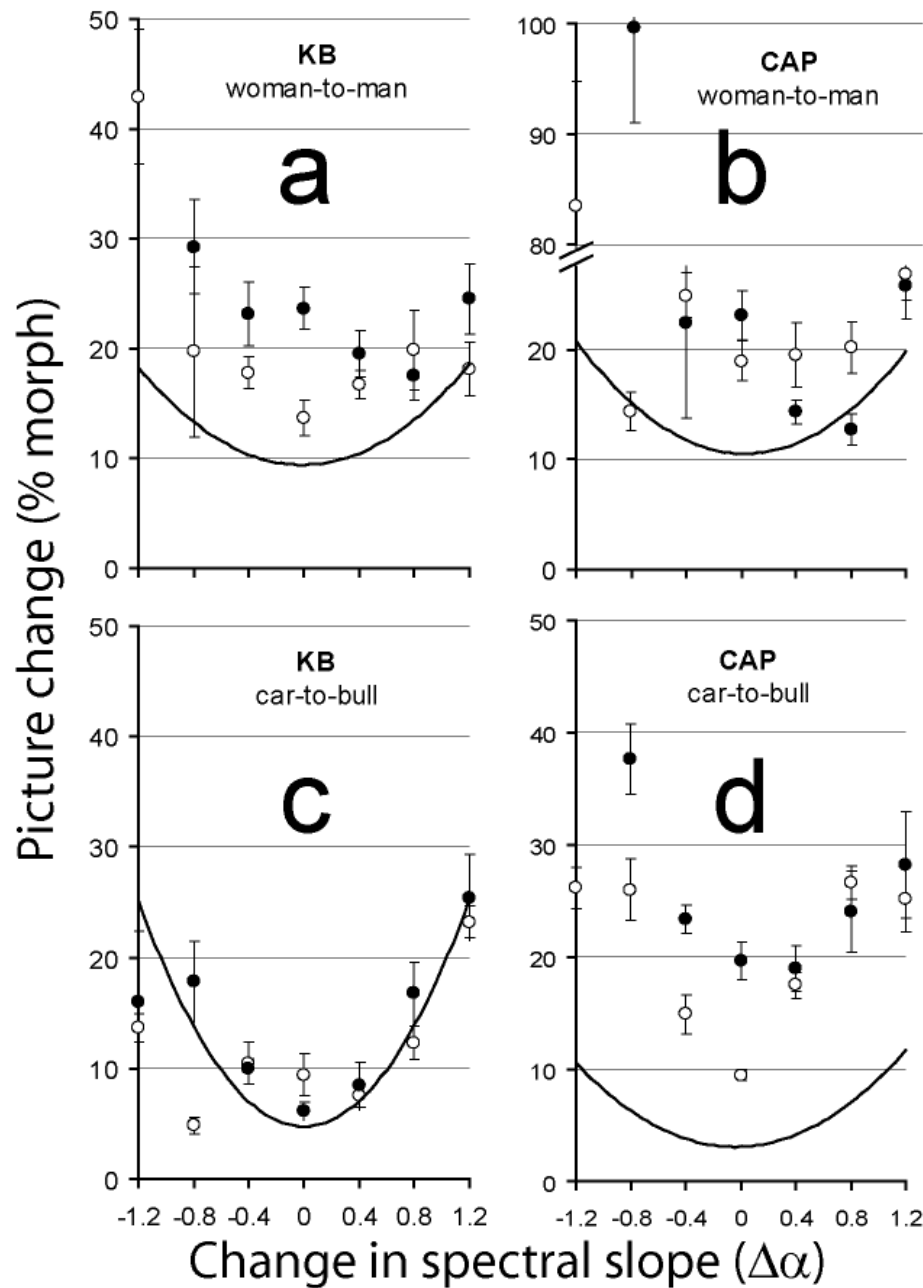 Picture change (% morph)
50
40
30
20
10
0
KB
woman-to-man
a
100
90
80
20
10
0
CAP
woman-to-man
b
50
40
30
20
10
0
KB
car-to-bull
c
-1.2 -0.8 -0.4 0 0.4 0.8 1.2
50
40
30
20
10
0
CAP
car-to-bull
d
-1.2 -0.8 -0.4 0 0.4 0.8 1.2
Change in spectral slope (Δα)